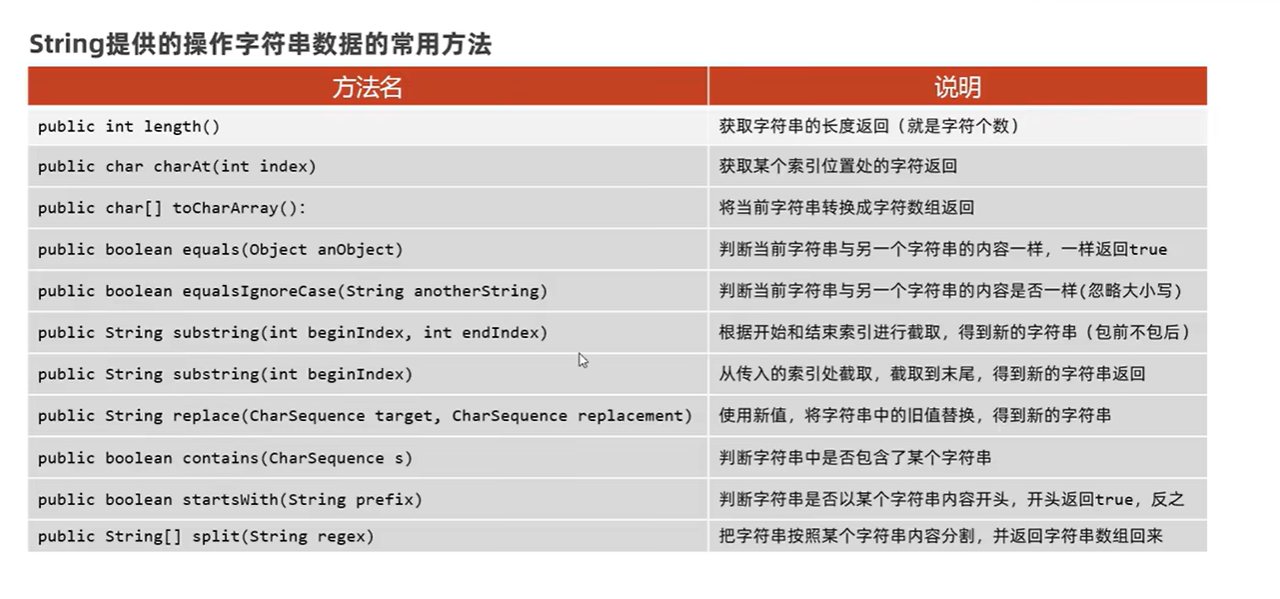 String提供的操作字符串数据的常用方法
方法名 说明
public int length() 获取字符串的长度返回（就是字符个数）
public char charAt(int index) 获取某个索引位置处的字符返回
public char[] toCharArray(): 将当前字符串转换成字符数组返回
public boolean equals(Object anObject) 判断当前字符串与另一个字符串的内容一样，一样返回true
public boolean equalsIgnoreCase(String anotherString) 判断当前字符串与另一个字符串的内容是否一样(忽略大小写)
public String substring(int beginIndex, int endIndex) 根据开始和结束索引进行截取，得到新的字符串（包前不包后）
public String substring(int beginIndex) 从传入的索引处截取，截取到末尾，得到新的字符串返回
public String replace(CharSequence target, CharSequence replacement) 使用新值，将字符串中的旧值替换，得到新的字符串
public boolean contains(CharSequence s) 判断字符串中是否包含了某个字符串
public boolean startsWith(String prefix) 判断字符串是否以某个字符串内容开头，开头返回true，反之
public String[] split(String regex) 把字符串按照某个字符串内容分割，并返回字符串数组回来